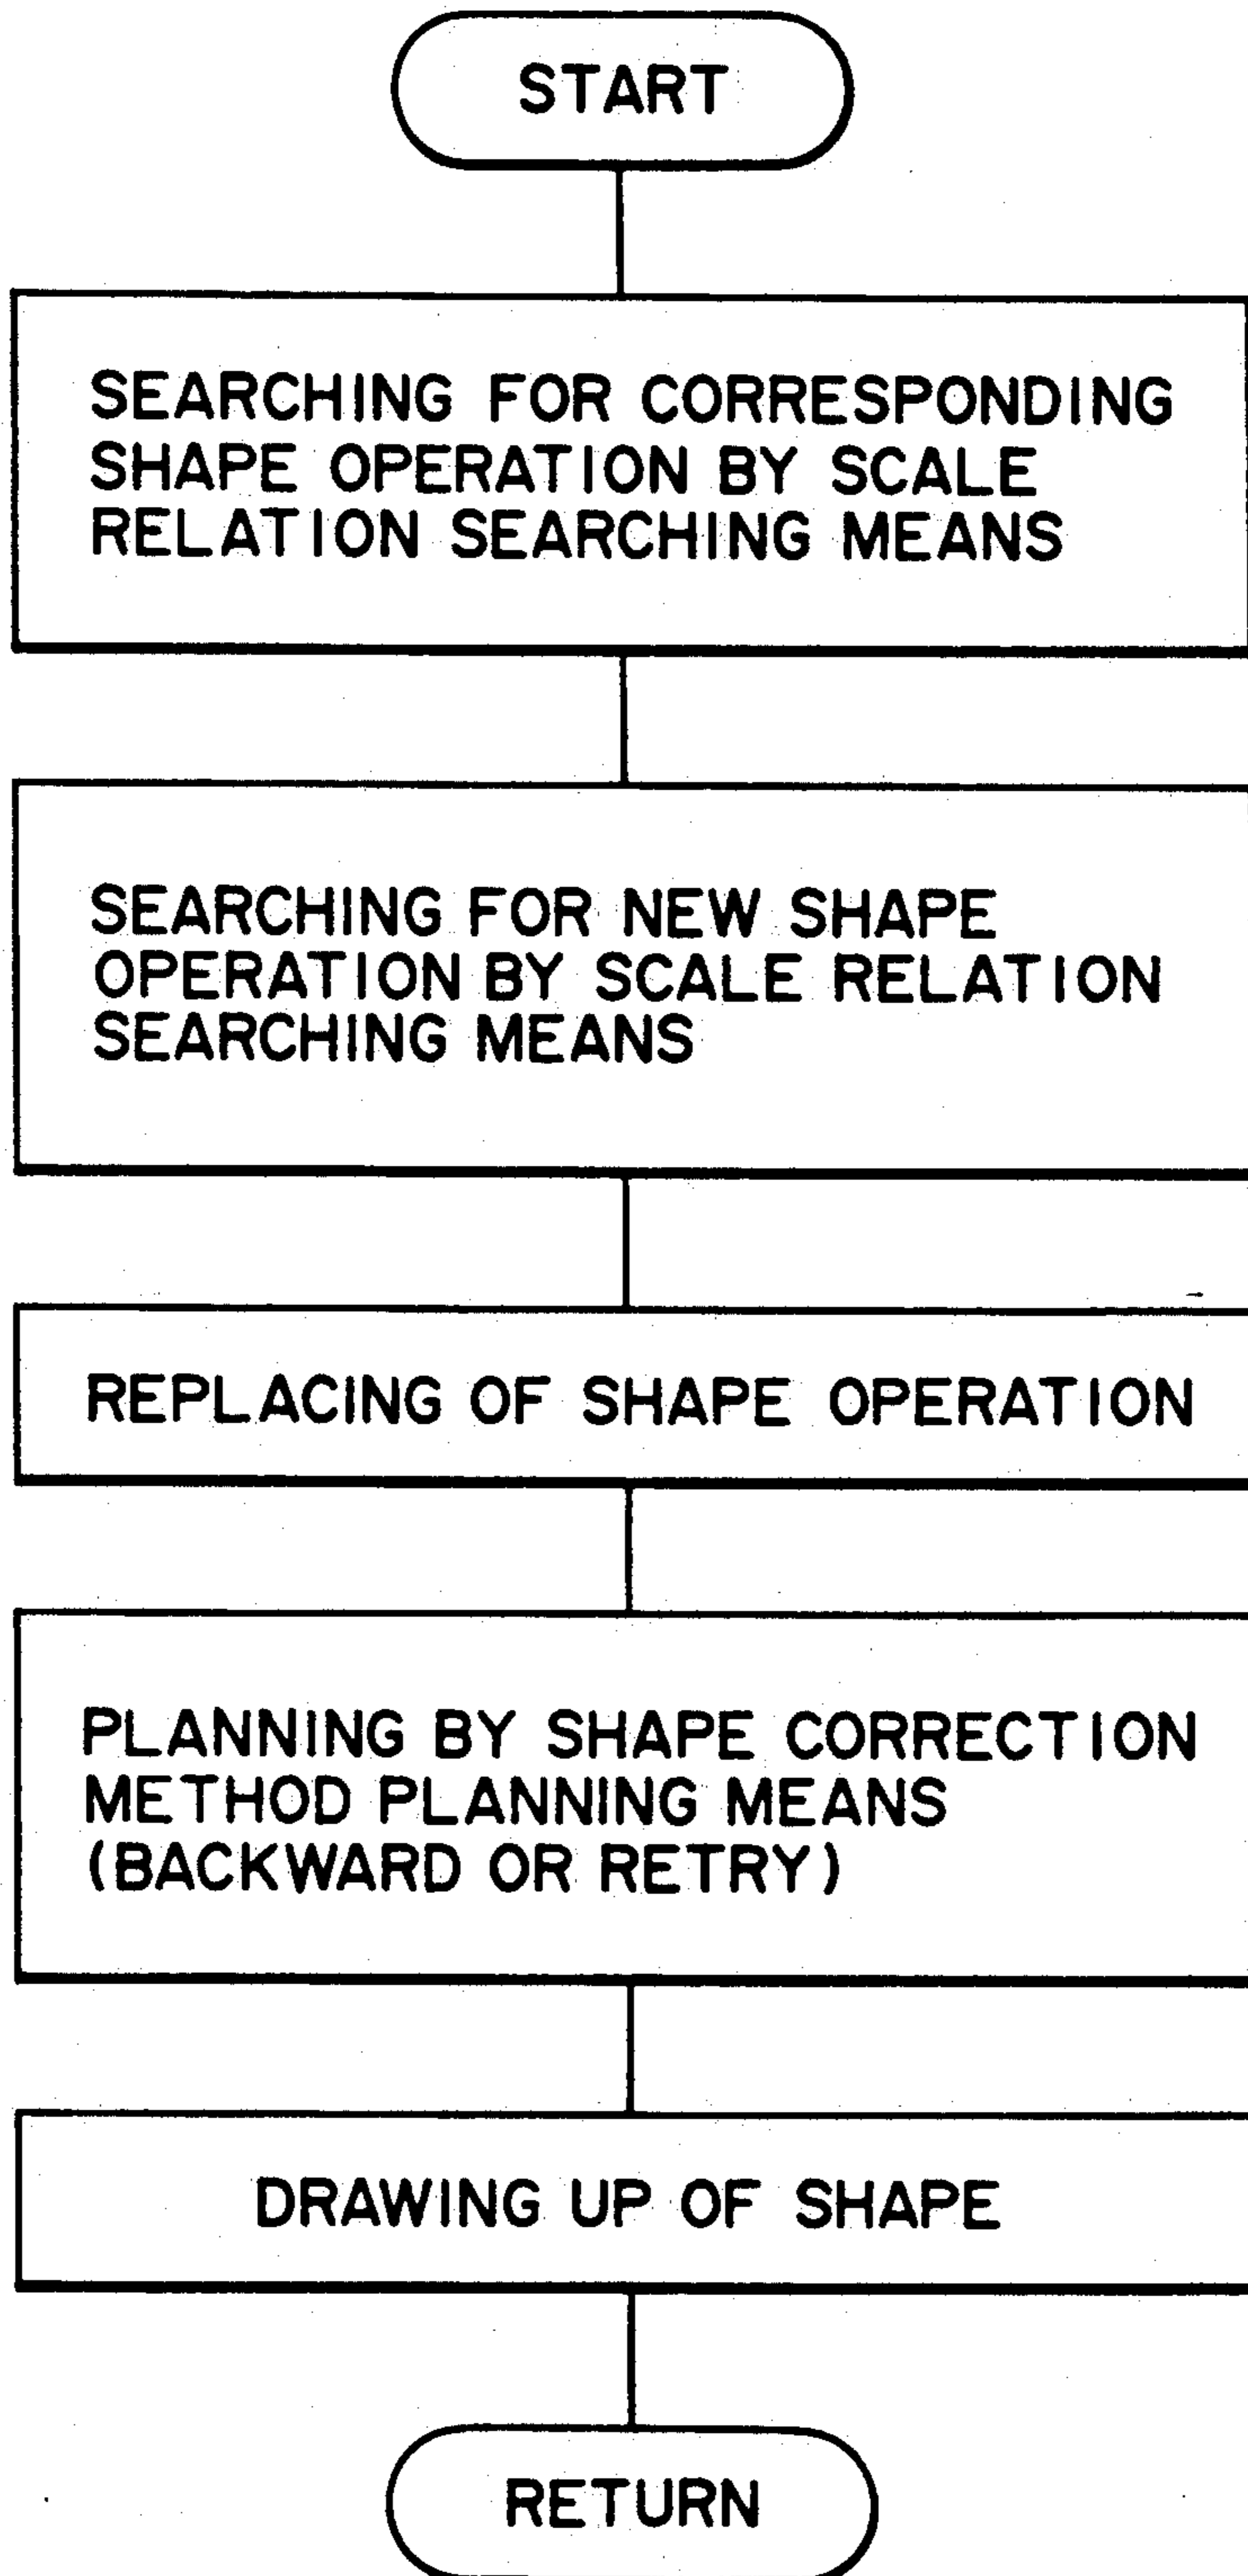 START
SEARCHING FOR CORRESPONDING
SHAPE OPERATION BY SCALE
RELATION SEARCHING MEANS
SEARCHING FOR NEW SHAPE
OPERATION BY SCALE RELATION
SEARCHING MEANS
REPLACING OF SHAPE OPERATION
PLANNING BY SHAPE CORRECTION
METHOD PLANNING MEANS
(BACKWARD OR RETRY)
DRAWING UP OF SHAPE
RETURN